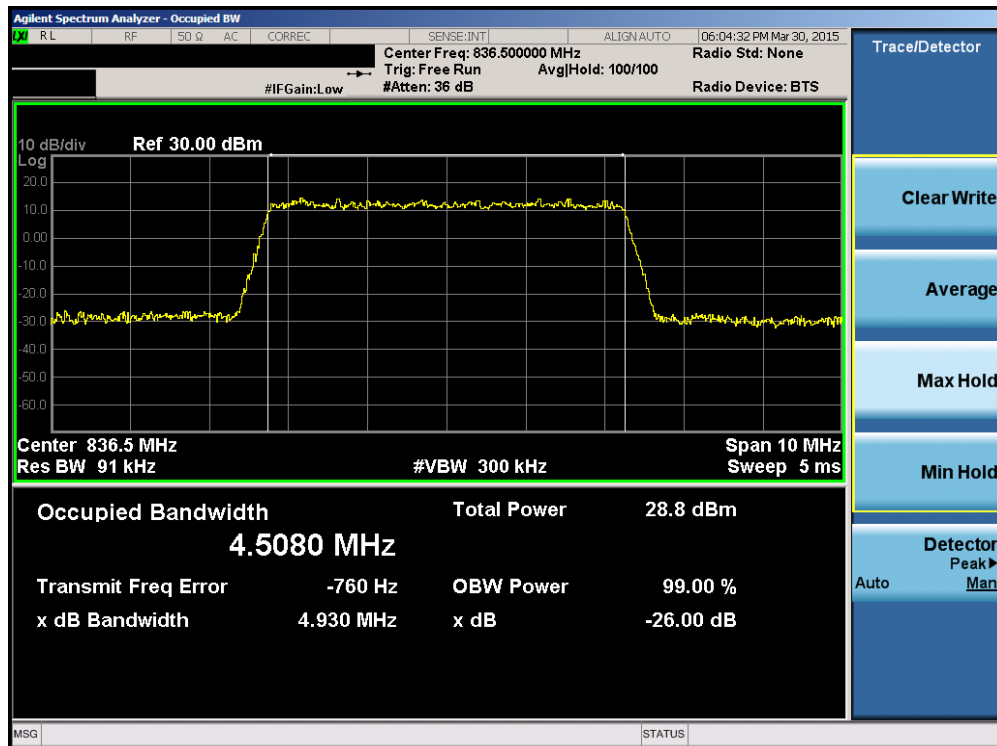 Agilent Spectrum Analyzer - Occupied BW
LXI RL RF 50 Ω AC CORREC SENSE:INT ALIGN AUTO 06:04:32 PM Mar 30, 2015
Center Freq: 836.500000 MHz Radio Std: None
Trig: Free Run Avg|Hold: 100/100
#IFGain:Low #Atten: 36 dB Radio Device: BTS
10 dB/div Ref 30.00 dBm
Log
20.0
10.0
0.00
-10.0
-20.0
-30.0
-40.0
-50.0
-60.0
Center 836.5 MHz Span 10 MHz
Res BW 91 kHz #VBW 300 kHz Sweep 5 ms
Occupied Bandwidth Total Power 28.8 dBm
4.5080 MHz
Transmit Freq Error -760 Hz OBW Power 99.00 %
x dB Bandwidth 4.930 MHz x dB -26.00 dB
Trace/Detector
Clear Write
Average
Max Hold
Min Hold
Detector
Peak▶
Auto Man
MSG STATUS